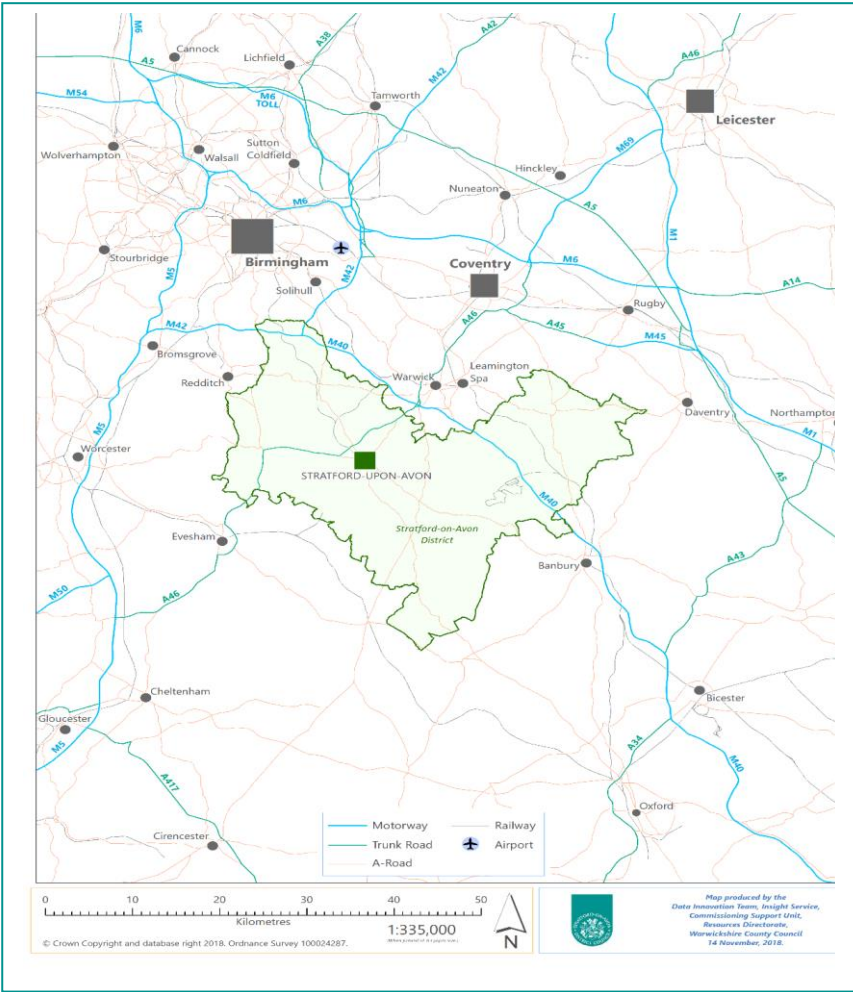 M6
Cannock
A5
Lichfield
A38
A42
A46
M54
M6
TOLL
M42
Tamworth
Leicester
Wolverhampton
Walsall
Sutton
Coldfield
M69
Hinckley
Nuneaton
A5
M6
M1
Stourbridge
M5
Birmingham
M42
Coventry
M6
Solihull
A14
Rugby
M42
M40
A46
A45
M45
Bromsgrove
Redditch
Warwick
Leamington
Spa
Daventry
Northampton
M5
Worcester
M1
STRATFORD-UPON-AVON
A5
M40
Evesham
Stratford-on-Avon
District
Banbury
A43
M50
A46
Cheltenham
Bicester
Gloucester
M5
A34
M40
A417
Oxford
Cirencester
Motorway
Railway
Trunk Road
Airport
A-Road
0 10 20 30 40 50
Kilometres
1:335,000
N
© Crown Copyright and database right 2018. Ordnance Survey 100024287.
Map produced by the
Data Innovation Team, Insight Service,
Commissioning Support Unit,
Resources Directorate,
Warwickshire County Council
14 November, 2018.